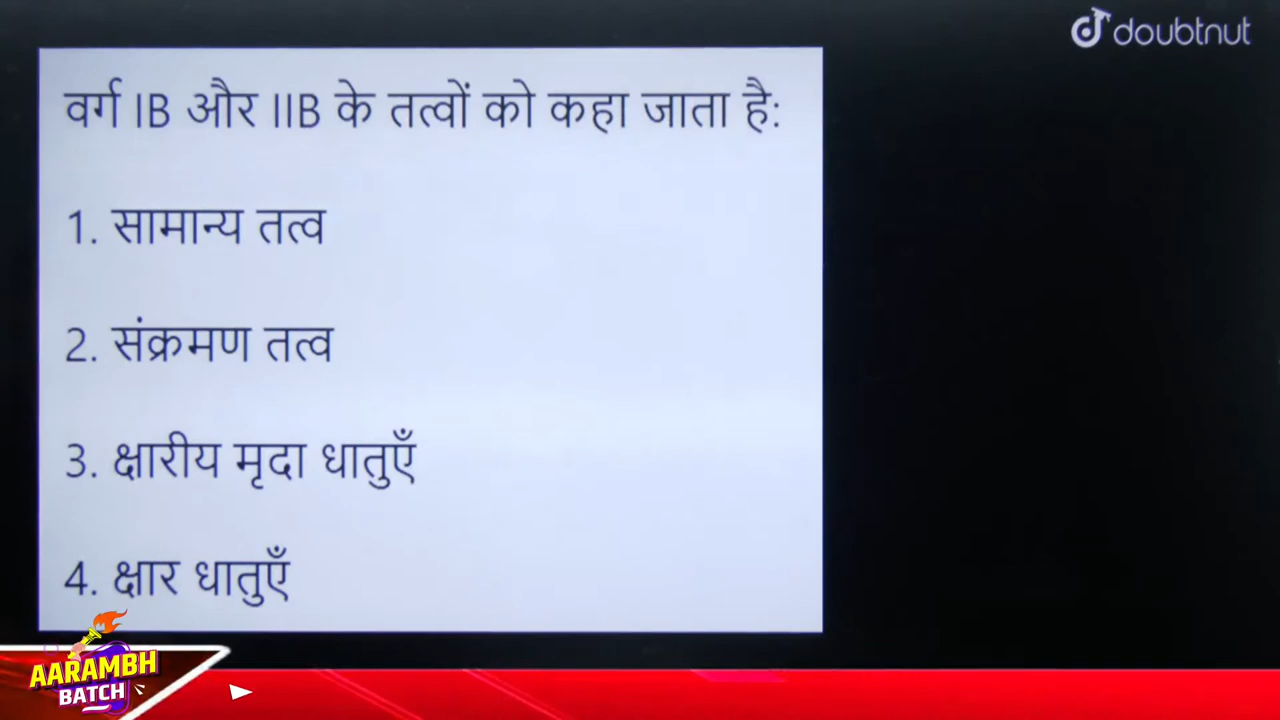 doubtnut
वर्ग IB और IIB के तत्वों को कहा जाता है:
1. सामान्य तत्व
2. संक्रमण तत्व
3. क्षारीय मृदा धातुएँ
4. क्षार धातुएँ
AARAMBH
BATCH